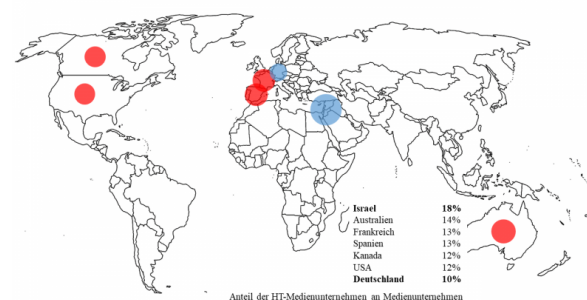 Israel 18%
Australien 14%
Frankreich 13%
Spanien 13%
Kanada 12%
USA 12%
Deutschland 10%
Anteil der HT-Medienunternehmen an Medienunternehmen